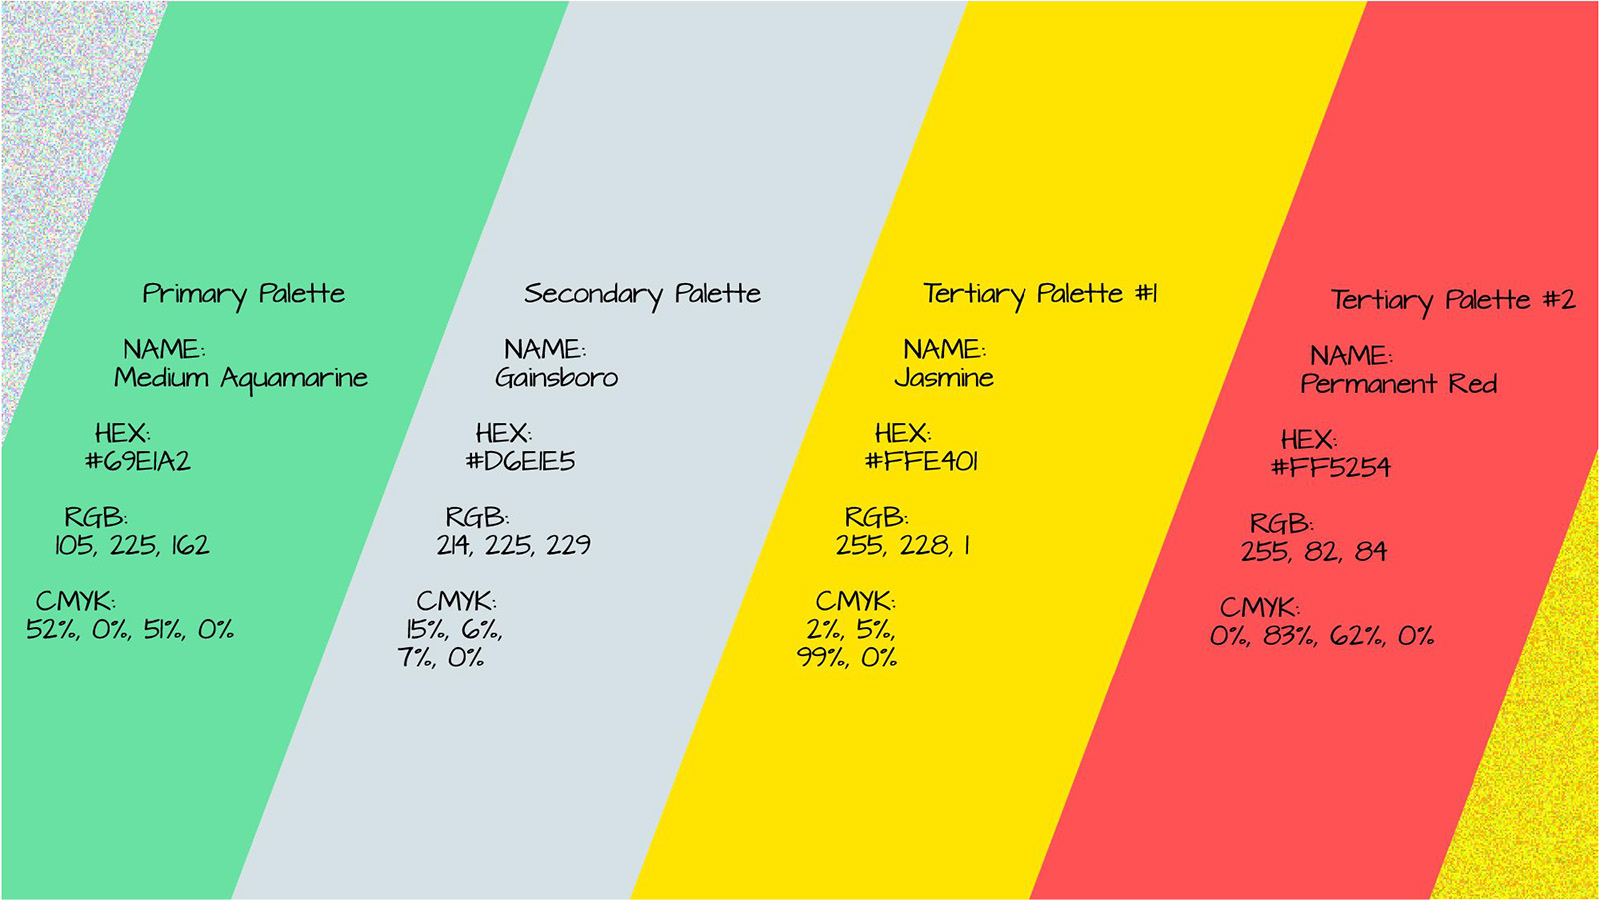 Primary Palette
NAME:
Medium Aquamarine
HEX:
#69E1A2
RGB:
105, 225, 162
CMYK:
52%, 0%, 51%, 0%
Secondary Palette
NAME:
Gainsboro
HEX:
#D6E1E5
RGB:
214, 225, 229
CMYK:
15%, 6%,
7%, 0%
Tertiary Palette #1
NAME:
Jasmine
HEX:
#FFE401
RGB:
255, 228, 1
CMYK:
2%, 5%,
99%, 0%
Tertiary Palette #2
NAME:
Permanent Red
HEX:
#FF5254
RGB:
255, 82, 84
CMYK:
0%, 83%, 62%, 0%